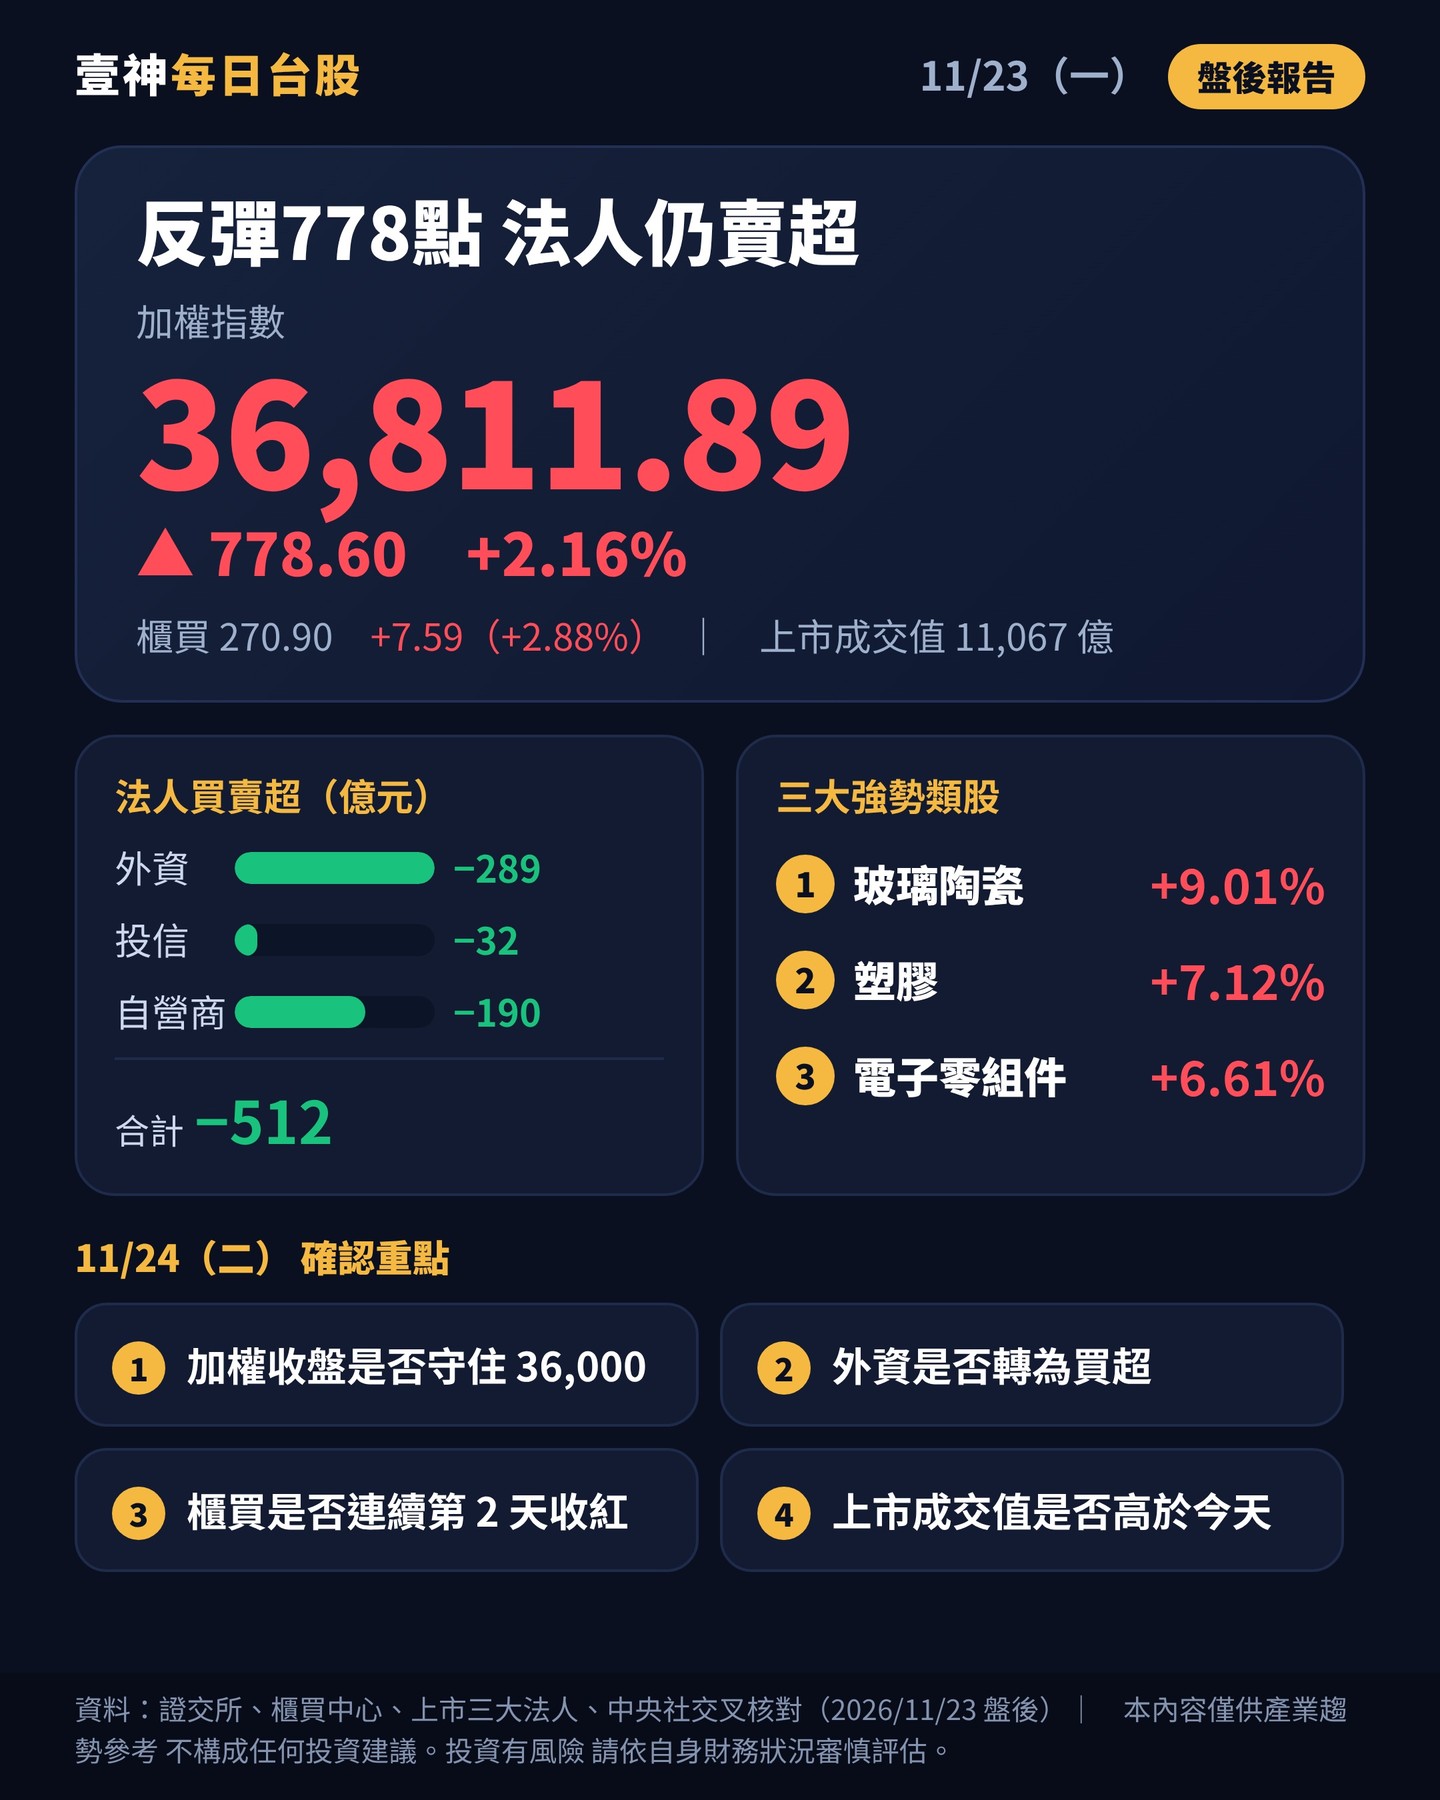 壹神每日台股
11/23（一）
盤後報告
反彈778點 法人仍賣超
加權指數
36,811.89
▲ 778.60 +2.16%
櫃買 270.90 +7.59（+2.88%）｜ 上市成交值 11,067 億
法人買賣超（億元）
外資 −289
投信 −32
自營商 −190
合計 −512
三大強勢類股
1 玻璃陶瓷 +9.01%
2 塑膠 +7.12%
3 電子零組件 +6.61%
11/24（二） 確認重點
1 加權收盤是否守住 36,000
2 外資是否轉為買超
3 櫃買是否連續第 2 天收紅
4 上市成交值是否高於今天
資料：證交所、櫃買中心、上市三大法人、中央社交叉核對（2026/11/23 盤後）｜ 本內容僅供產業趨
勢參考 不構成任何投資建議。投資有風險 請依自身財務狀況審慎評估。